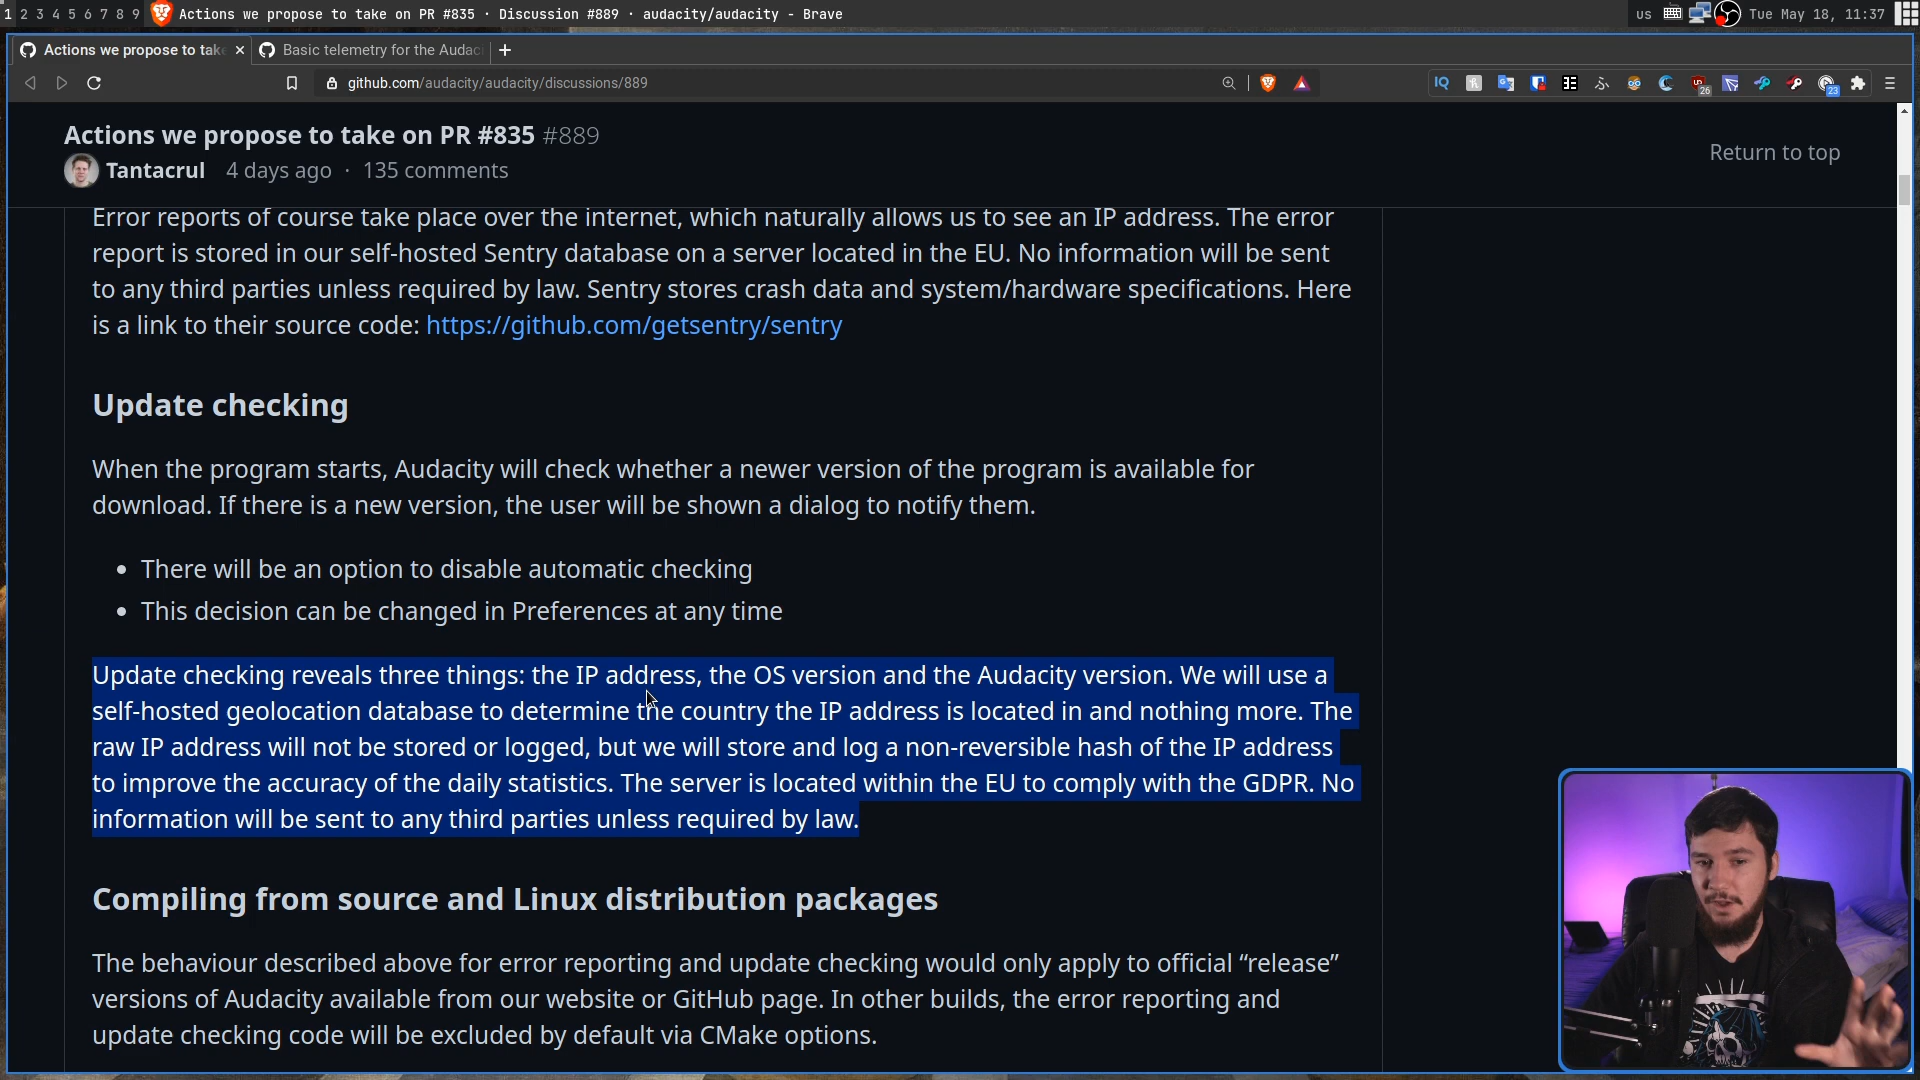 1 2 3 4 5 6 7 8 9 Actions we propose to take on PR #835 · Discussion #889 · audacity/audacity - Brave us Tue May 18, 11:37
Actions we propose to tak Basic telemetry for the Audaci
github.com/audacity/audacity/discussions/889 IQ 26 23
Actions we propose to take on PR #835 #889
Return to top
Tantacrul 4 days ago · 135 comments
Error reports of course take place over the internet, which naturally allows us to see an IP address. The error
report is stored in our self-hosted Sentry database on a server located in the EU. No information will be sent
to any third parties unless required by law. Sentry stores crash data and system/hardware specifications. Here
is a link to their source code: https://github.com/getsentry/sentry
Update checking
When the program starts, Audacity will check whether a newer version of the program is available for
download. If there is a new version, the user will be shown a dialog to notify them.
• There will be an option to disable automatic checking
• This decision can be changed in Preferences at any time
Update checking reveals three things: the IP address, the OS version and the Audacity version. We will use a
self-hosted geolocation database to determine the country the IP address is located in and nothing more. The
raw IP address will not be stored or logged, but we will store and log a non-reversible hash of the IP address
to improve the accuracy of the daily statistics. The server is located within the EU to comply with the GDPR. No
information will be sent to any third parties unless required by law.
Compiling from source and Linux distribution packages
The behaviour described above for error reporting and update checking would only apply to official “release”
versions of Audacity available from our website or GitHub page. In other builds, the error reporting and
update checking code will be excluded by default via CMake options.